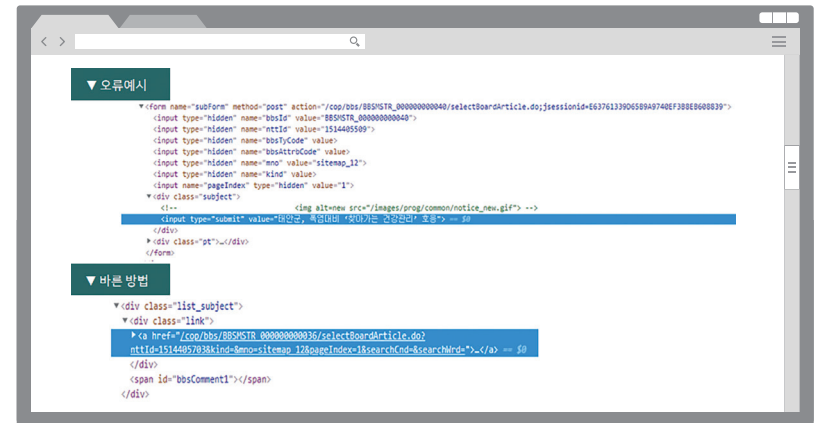 ▼ 오류예시
▼<form name="subForm" method="post" action="/cop/bbs/BBSMSTR_000000000040/selectBoardArticle.do;jsessionid=E63761339D65B9A9740EF3B8EB608839">
<input type="hidden" name="bbsId" value="BBSMSTR_000000000040">
<input type="hidden" name="nttId" value="1514405509">
<input type="hidden" name="bbsTyCode" value>
<input type="hidden" name="bbsAttrbCode" value>
<input type="hidden" name="mno" value="sitemap_12">
<input type="hidden" name="kind" value>
<input name="pageIndex" type="hidden" value="1">
▼<div class="subject">
<!-- <img alt=new src="/images/prog/common/notice_new.gif"> -->
<input type="submit" value="태안군, 폭염대비 '찾아가는 건강관리' 호응"> == $0
</div>
▶<div class="pt">…</div>
</form>
▼ 바른 방법
▼<div class="list_subject">
▼<div class="link">
▶<a href="/cop/bbs/BBSMSTR_000000000036/selectBoardArticle.do?
nttId=1514405703&kind=&mno=sitemap_12&pageIndex=1&searchCnd=&searchWrd=">…</a> == $0
</div>
<span id="bbsComment1"></span>
</div>